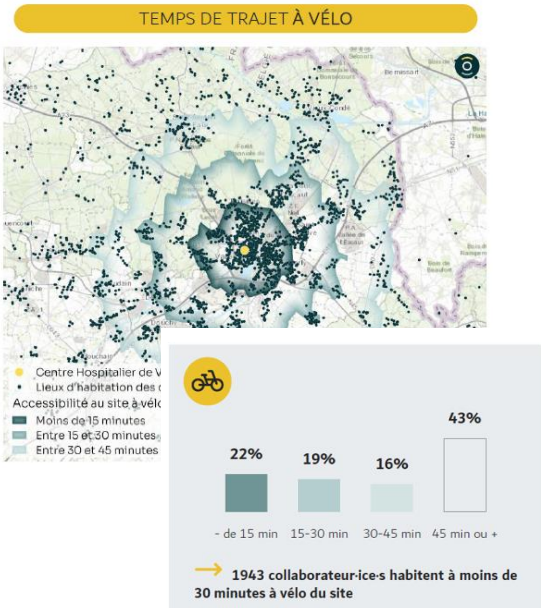 TEMPS DE TRAJET À VÉLO
Centre Hospitalier de V
Lieux d'habitation des c
Accessibilité au site à vélo
Moins de 15 minutes
Entre 15 et 30 minutes
Entre 30 et 45 minutes
43%
22%
19%
16%
- de 15 min 15-30 min 30-45 min 45 min ou +
1943 collaborateur·ice·s habitent à moins de
30 minutes à vélo du site